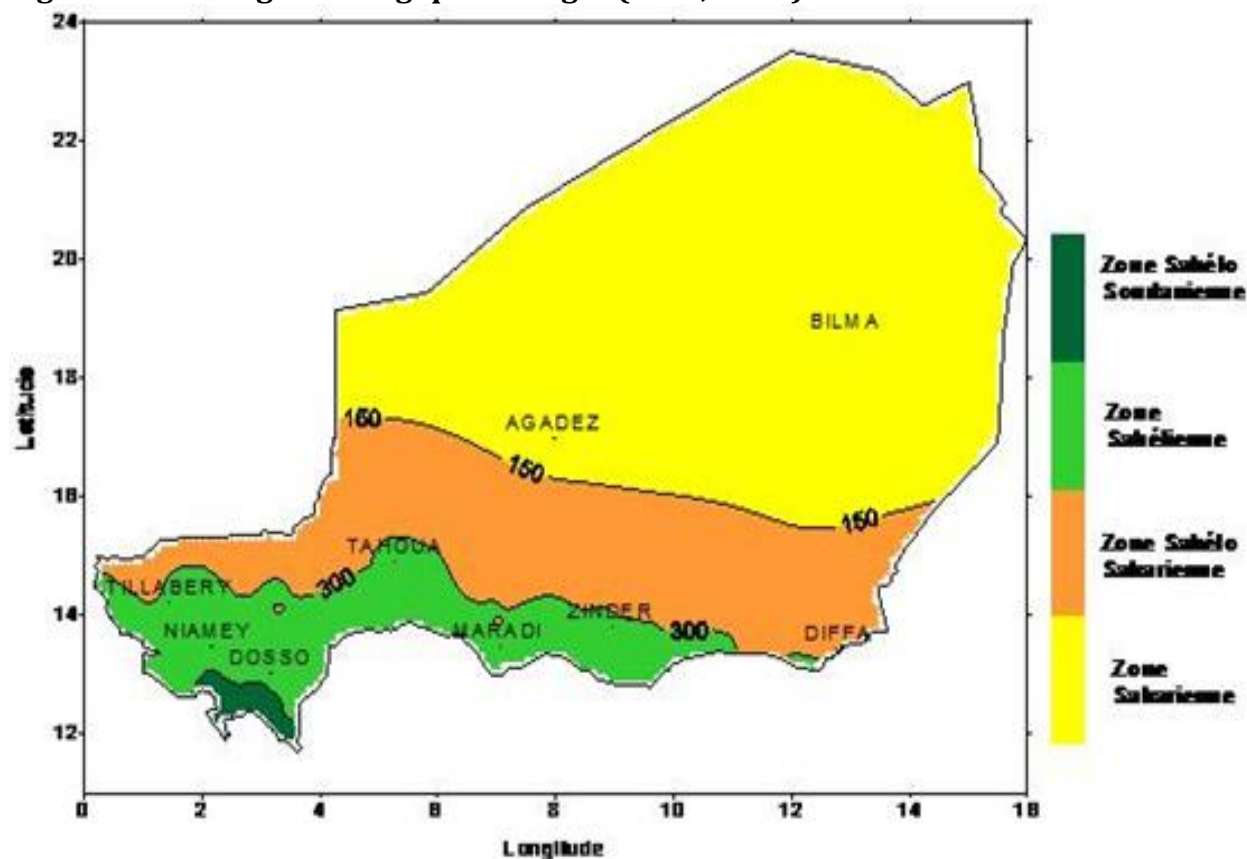 24
22
20
18
16
14
12
Latitude
0 2 4 6 8 10 12 14 16
Longitude
BILMA
AGADEZ
150
150
150
TAHOUA
300
TILLABERY
NIAMEY
DOSSO
MARADI
ZINDER
300
DIFFA
Zone Sahélo
Soudanienne
Zone
Sahélienne
Zone Sahélo
Saharienne
Zone
Saharienne